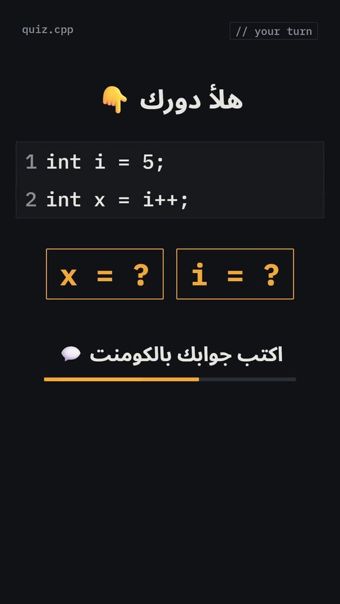 quiz.cpp
// your turn
هلأ دورك 👇
1 int i = 5;
2 int x = i++;
x = ?
i = ?
اكتب جوابك بالكومنت 💬